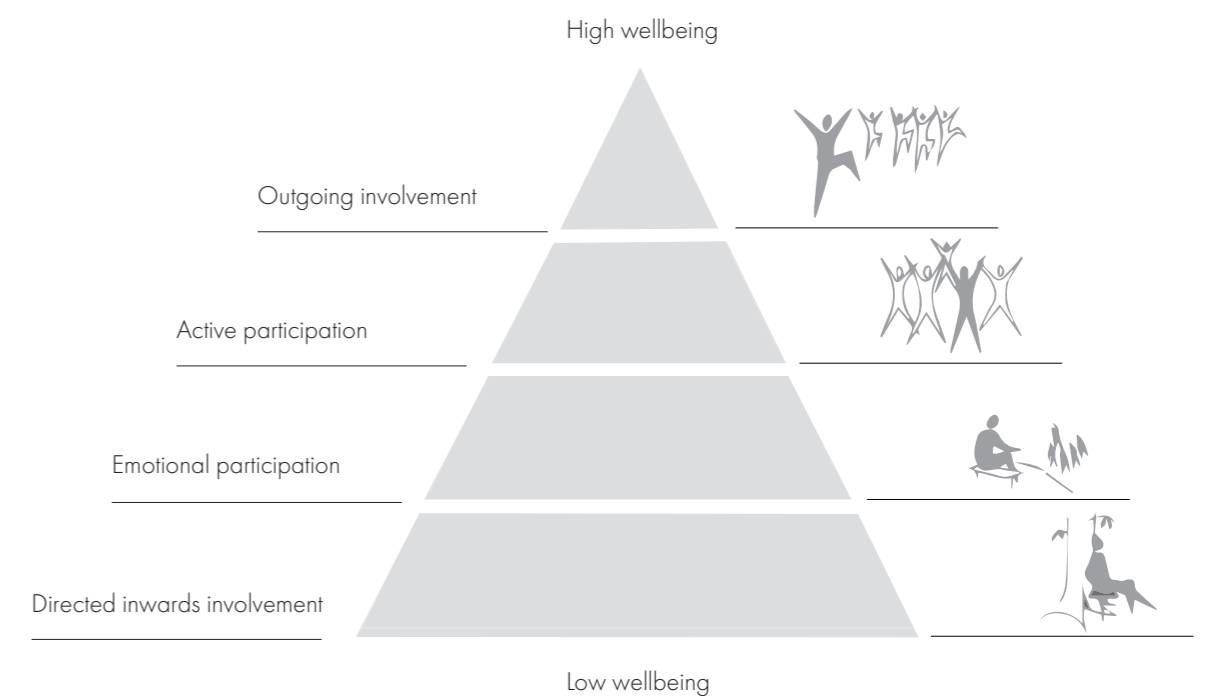 High wellbeing
Outgoing involvement
Active participation
Emotional participation
Directed inwards involvement
Low wellbeing